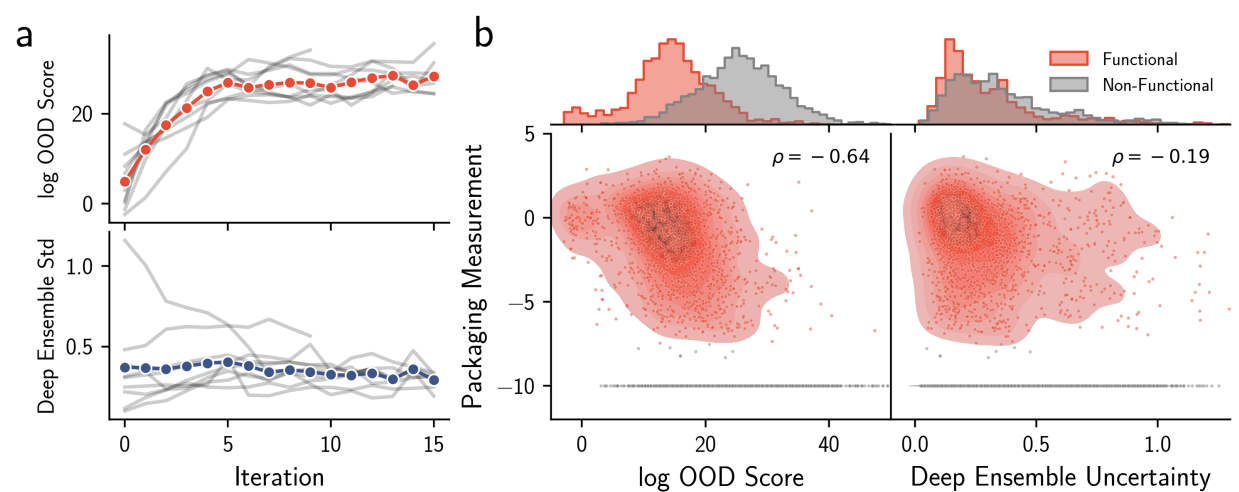 a
log OOD Score
20
0
Deep Ensemble Std
1.0
0.5
0
5
10
15
Iteration
b
Functional
Non-Functional
Packaging Measurement
5
0
−5
−10
ρ = −0.64
ρ = −0.19
0
20
40
0.0
0.5
1.0
log OOD Score
Deep Ensemble Uncertainty